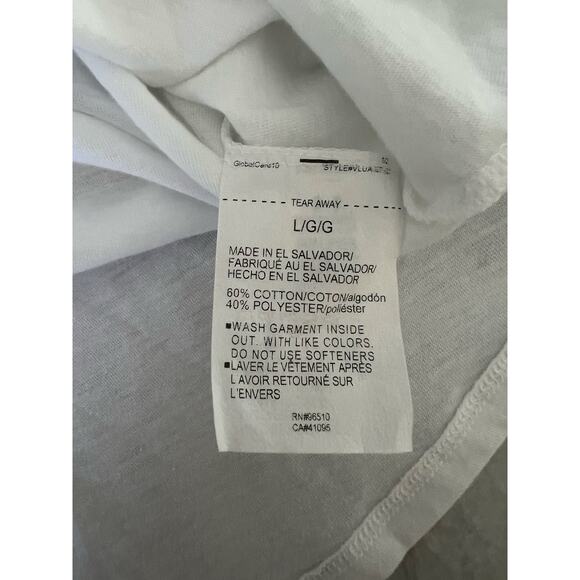 GlobalCare10
TEAR AWAY
L/G/G
MADE IN EL SALVADOR/
FABRIQUÉ AU EL SALVADOR/
HECHO EN EL SALVADOR
60% COTTON/COTON/algodón
40% POLYESTER/poliéster
▪WASH GARMENT INSIDE
OUT. WITH LIKE COLORS.
DO NOT USE SOFTENERS
▪LAVER LE VÊTEMENT APRÈS
L AVOIR RETOURNÉ SUR
L'ENVERS
RN#96510
CA#41095